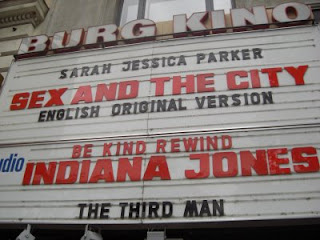 BURG KINO
SARAH JESSICA PARKER
SEX AND THE CITY
ENGLISH ORIGINAL VERSION
BE KIND REWIND
INDIANA JONES
THE THIRD MAN